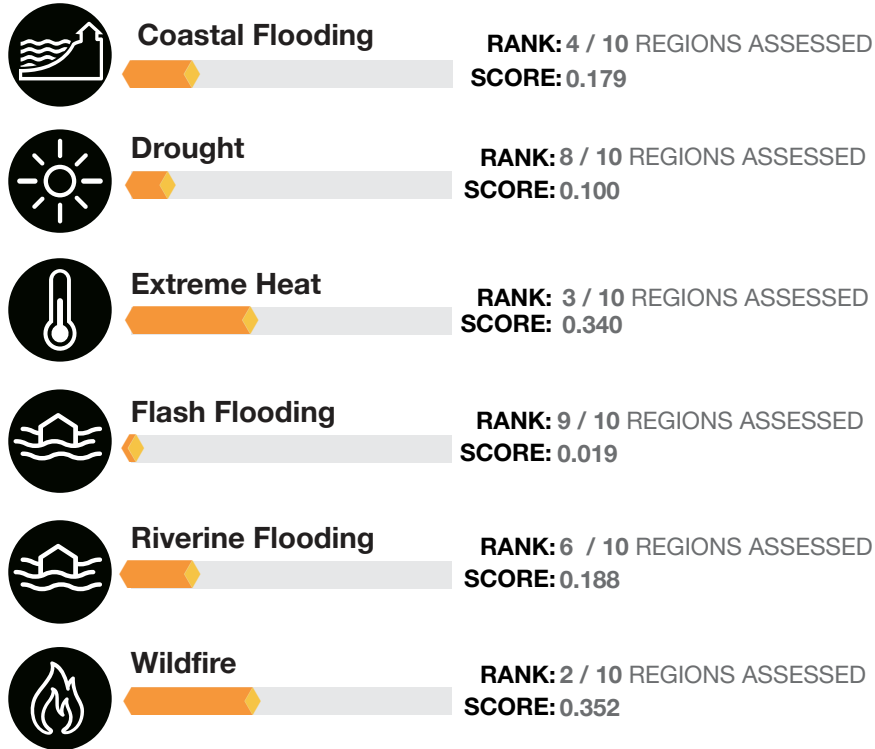 Coastal Flooding
RANK: 4 / 10 REGIONS ASSESSED
SCORE: 0.179
Drought
RANK: 8 / 10 REGIONS ASSESSED
SCORE: 0.100
Extreme Heat
RANK: 3 / 10 REGIONS ASSESSED
SCORE: 0.340
Flash Flooding
RANK: 9 / 10 REGIONS ASSESSED
SCORE: 0.019
Riverine Flooding
RANK: 6 / 10 REGIONS ASSESSED
SCORE: 0.188
Wildfire
RANK: 2 / 10 REGIONS ASSESSED
SCORE: 0.352